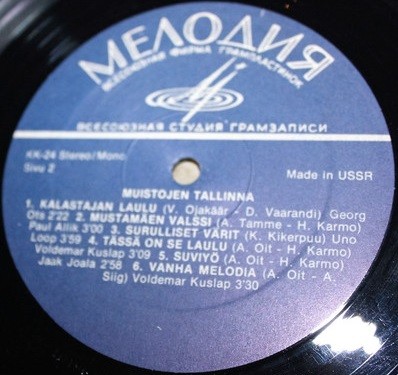 МЕЛОДИЯ
ВСЕСОЮЗНАЯ ФИРМА ГРАМПЛАСТИНОК
ВСЕСОЮЗНАЯ СТУДИЯ ГРАМЗАПИСИ
KK-24 Stereo/Mono
Sivu 2
Made in USSR
MUISTOJEN TALLINNA
1. KALASTAJAN LAULU (V. Ojakäär - D. Vaarandi) Georg
Ots 2'22 2. MUSTAMÄEN VALSSI (A. Tamme - H. Karmo)
Paul Allik 3'00 3. SURULLISET VÄRIT (K. Kikerpuu) Uno
Loop 3'59 4. TÄSSÄ ON SE LAULU (A. Oit - H. Karmo)
Voldemar Kuslap 3'09 5. SUVIYÖ (A. Oit - H. Karmo)
Jaak Joala 2'58 6. VANHA MELODIA (A. Oit - A.
Siig) Voldemar Kuslap 3'30